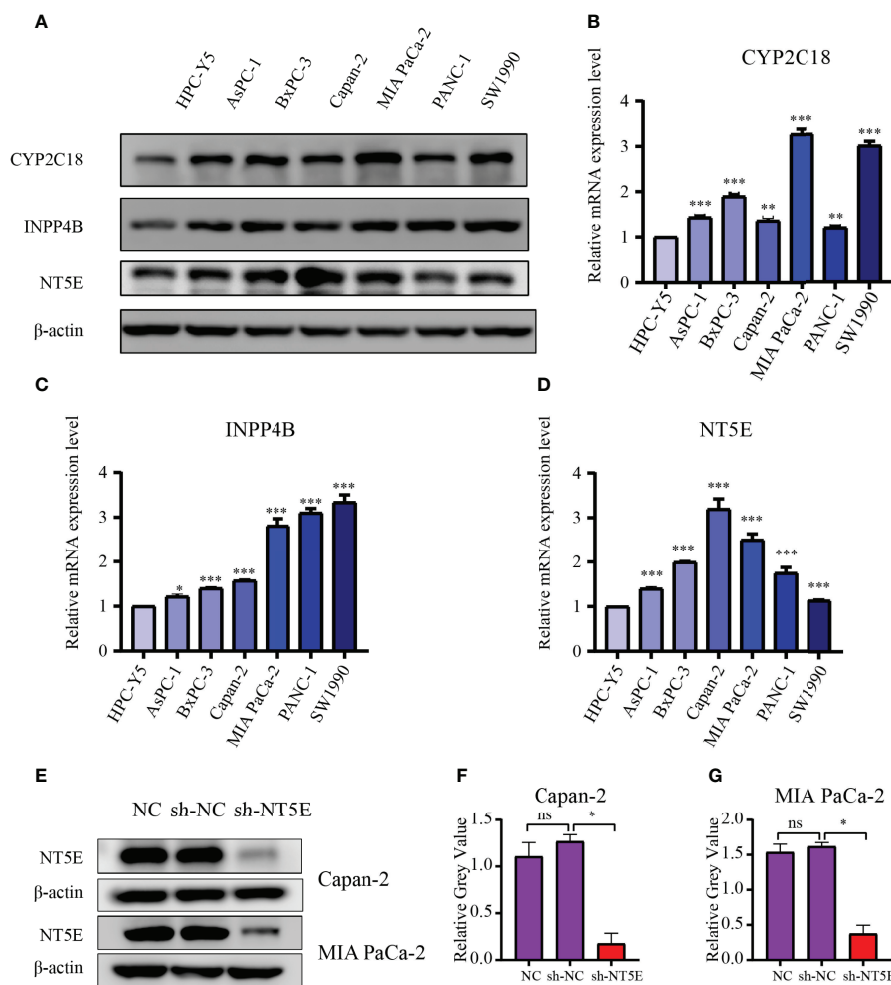 A
HPC-Y5 AsPC-1 BxPC-3 Capan-2 MIA PaCa-2 PANC-1 SW1990
CYP2C18
INPP4B
NT5E
β-actin
B
CYP2C18
Relative mRNA expression level
4
3
2
1
0
*** *** ** *** ** ***
HPC-Y5 AsPC-1 BxPC-3 Capan-2 MIA PaCa-2 PANC-1 SW1990
C
INPP4B
Relative mRNA expression level
4
3
2
1
0
* *** *** *** *** ***
HPC-Y5 AsPC-1 BxPC-3 Capan-2 MIA PaCa-2 PANC-1 SW1990
D
NT5E
Relative mRNA expression level
4
3
2
1
0
*** *** *** *** *** ***
HPC-Y5 AsPC-1 BxPC-3 Capan-2 MIA PaCa-2 PANC-1 SW1990
E
NC sh-NC sh-NT5E
NT5E
β-actin
Capan-2
NT5E
β-actin
MIA PaCa-2
F
Capan-2
Relative Grey Value
1.5
1.0
0.5
0.0
ns *
NC sh-NC sh-NT5E
G
MIA PaCa-2
Relative Grey Value
2.0
1.5
1.0
0.5
0.0
ns *
NC sh-NC sh-NT5E